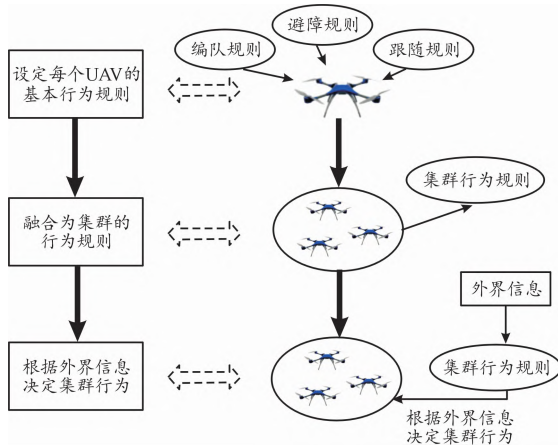 避障规则
编队规则
跟随规则
设定每个UAV的
基本行为规则
集群行为规则
融合为集群的
行为规则
外界信息
根据外界信息
决定集群行为
集群行为规则
根据外界信息
决定集群行为